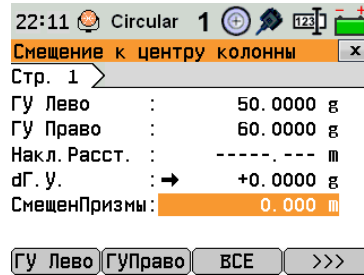 22:11 Circular 1 123
Смещение к центру колонны x
Стр. 1
ГУ Лево : 50.0000 g
ГУ Право : 60.0000 g
Накл.Расст. : -----.--- m
dГ.У. : +0.0000 g
СмещенПризмы: 0.000 m
ГУ Лево ГУПраво ВСЕ >>>